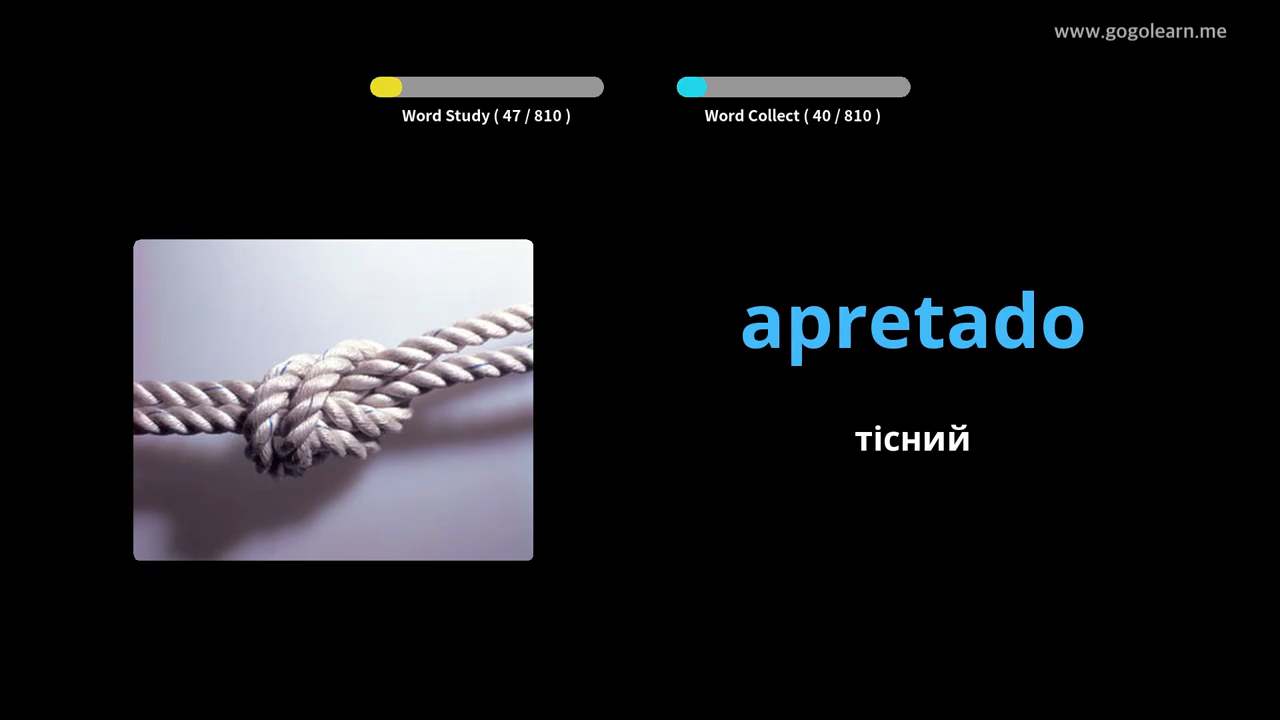 www.gogolearn.me
Word Study ( 47 / 810 )
Word Collect ( 40 / 810 )
apretado
тісний